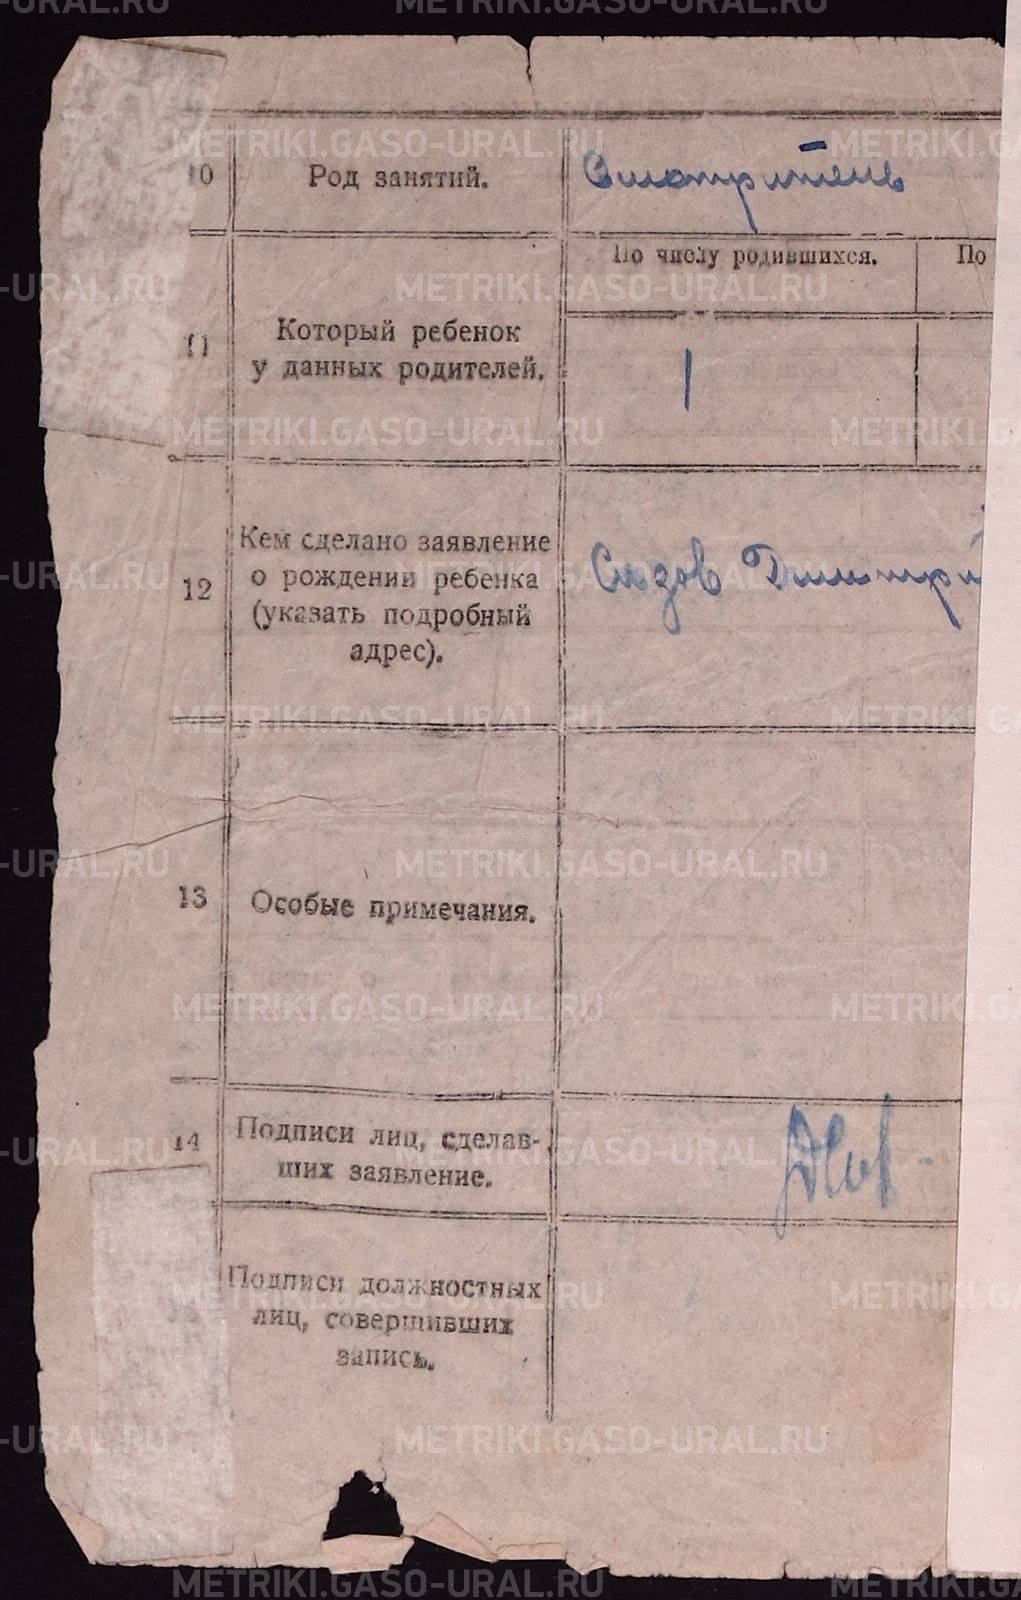 10 Род занятий. Смотритель
По числу родившихся. По
11 Который ребенок
у данных родителей. 1
Кем сделано заявление
12 о рождении ребенка Сизов Дмитрий
(указать подробный
адрес).
13 Особые примечания.
14 Подписи лиц, сделав-
ших заявление.
Подписи должностных
лиц, совершивших
запись.
METRIKI.GASO-URAL.RU